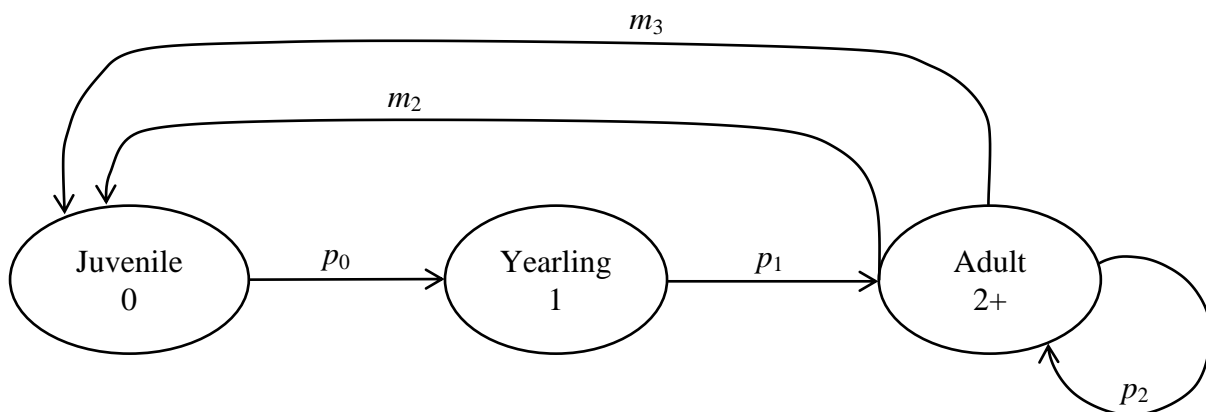 m₃
m₂
Juvenile
0
p₀
Yearling
1
p₁
Adult
2+
p₂